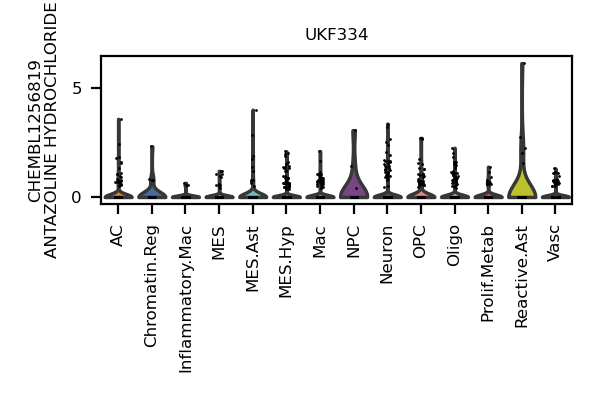 UKF334
CHEMBL1256819
ANTAZOLINE HYDROCHLORIDE
5
0
AC
Chromatin.Reg
Inflammatory.Mac
MES
MES.Ast
MES.Hyp
Mac
NPC
Neuron
OPC
Oligo
Prolif.Metab
Reactive.Ast
Vasc